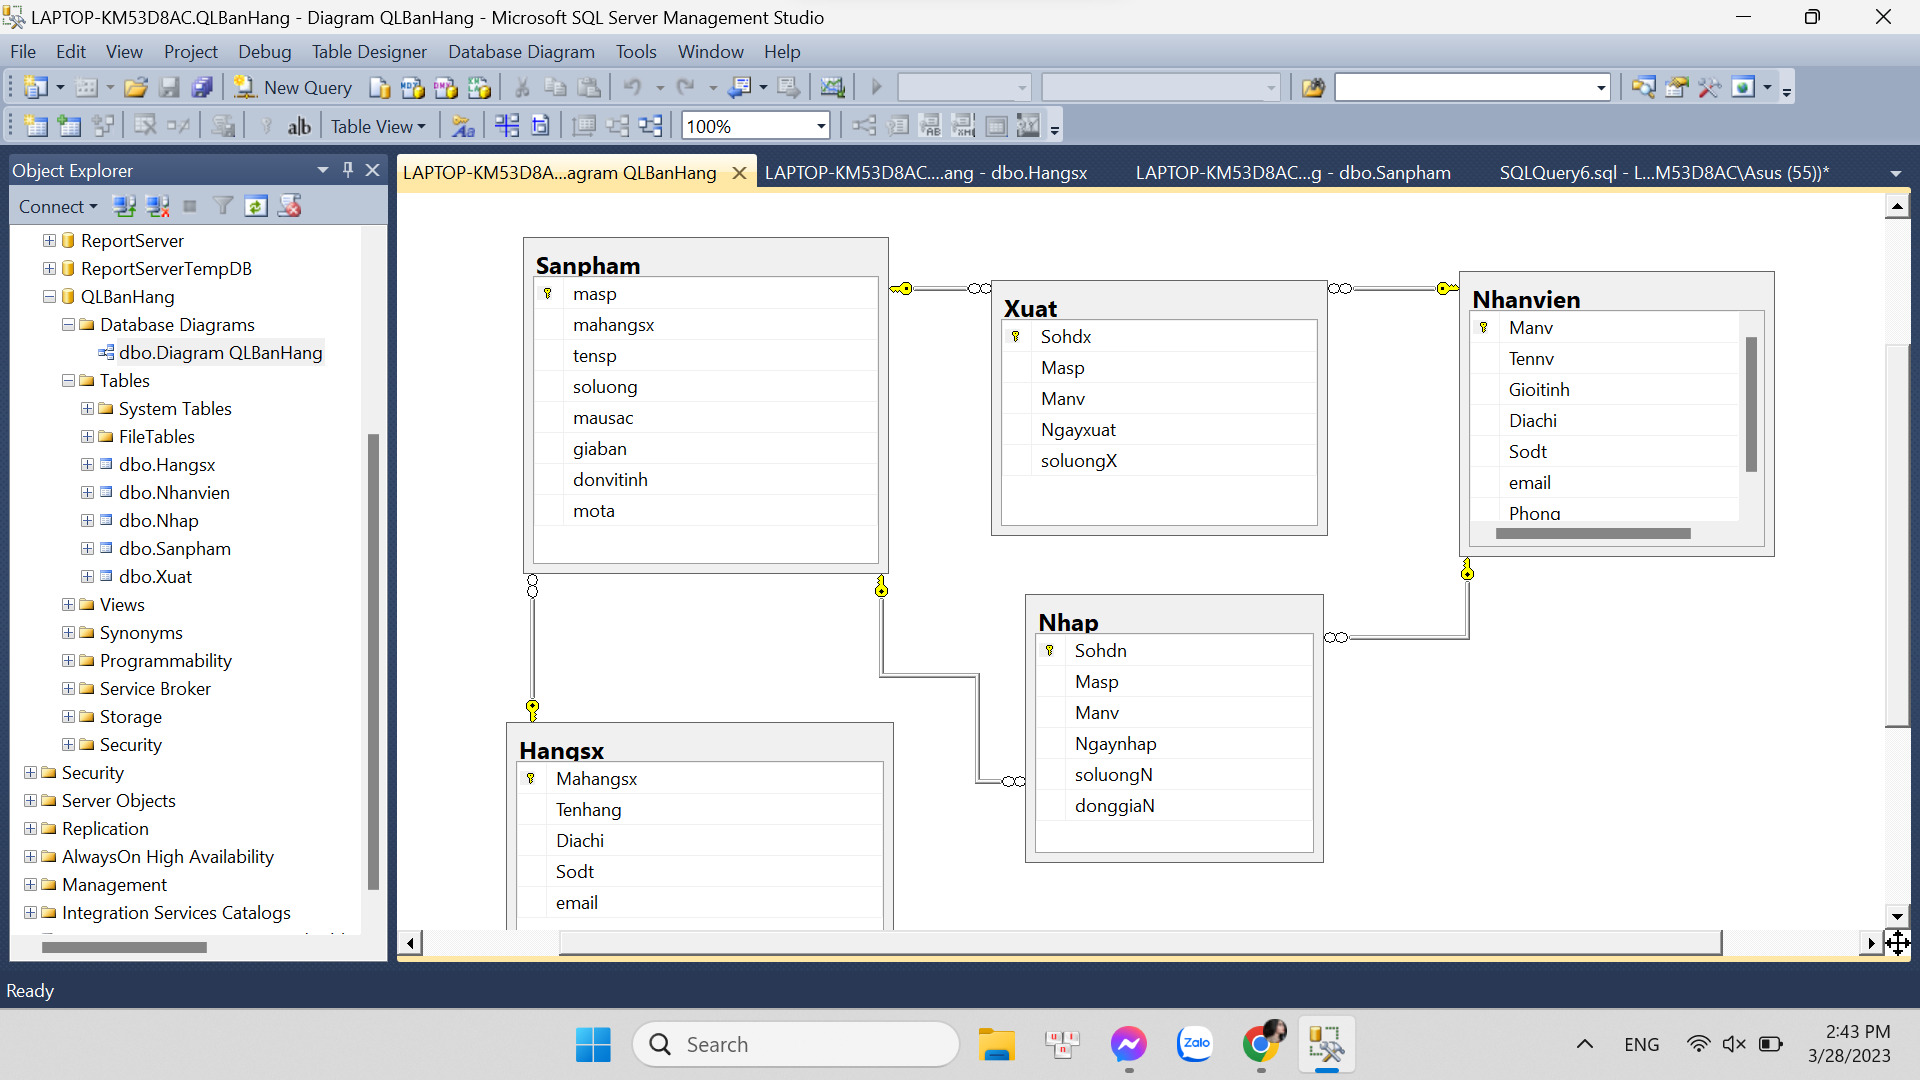 LAPTOP-KM53D8AC.QLBanHang - Diagram QLBanHang - Microsoft SQL Server Management Studio
File Edit View Project Debug Table Designer Database Diagram Tools Window Help
New Query
Table View 100%
Object Explorer
Connect
ReportServer
ReportServerTempDB
QLBanHang
Database Diagrams
dbo.Diagram QLBanHang
Tables
System Tables
FileTables
dbo.Hangsx
dbo.Nhanvien
dbo.Nhap
dbo.Sanpham
dbo.Xuat
Views
Synonyms
Programmability
Service Broker
Storage
Security
Security
Server Objects
Replication
AlwaysOn High Availability
Management
Integration Services Catalogs
LAPTOP-KM53D8A...agram QLBanHang
LAPTOP-KM53D8AC....ang - dbo.Hangsx
LAPTOP-KM53D8AC...g - dbo.Sanpham
SQLQuery6.sql - L...M53D8AC\Asus (55))*
Sanpham
masp
mahangsx
tensp
soluong
mausac
giaban
donvitinh
mota
Xuat
Sohdx
Masp
Manv
Ngayxuat
soluongX
Nhanvien
Manv
Tennv
Gioitinh
Diachi
Sodt
email
Phong
Nhap
Sohdn
Masp
Manv
Ngaynhap
soluongN
donggiaN
Hangsx
Mahangsx
Tenhang
Diachi
Sodt
email
Ready
Search
Zalo
ENG
2:43 PM
3/28/2023